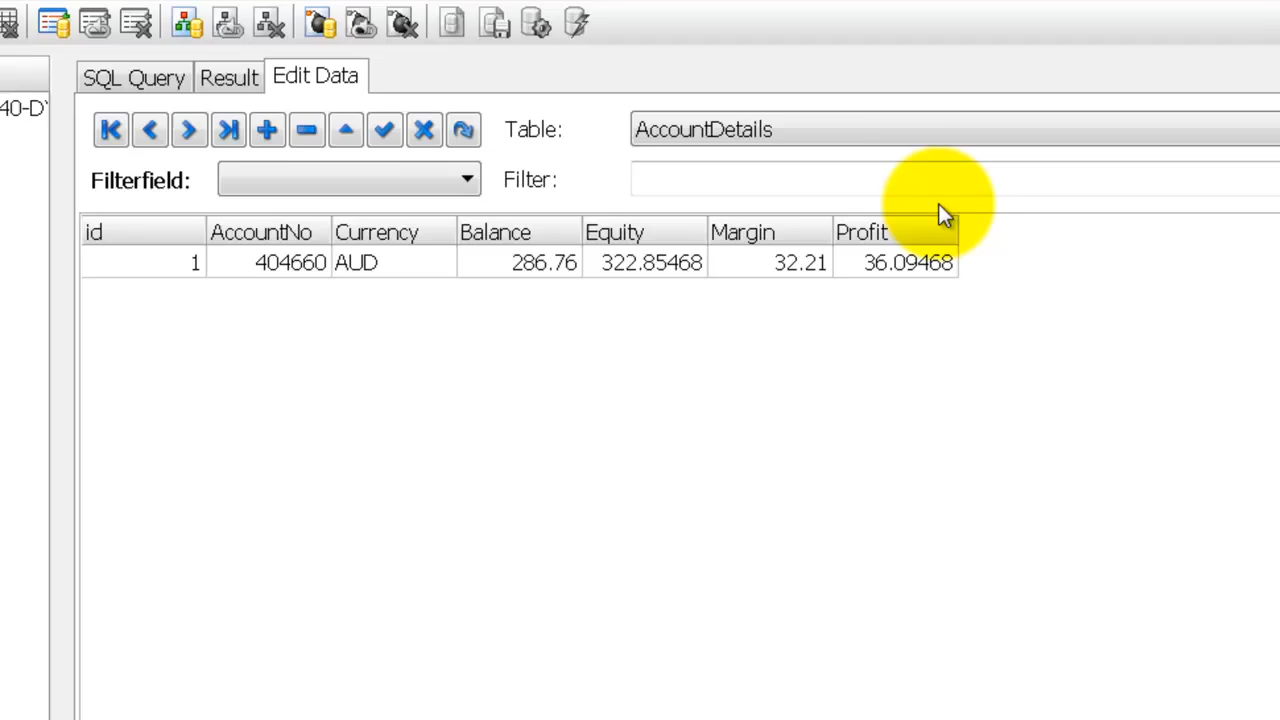 SQL Query Result Edit Data
40-D
Table: AccountDetails
Filterfield: Filter:
id AccountNo Currency Balance Equity Margin Profit
1 404660 AUD 286.76 322.85468 32.21 36.09468